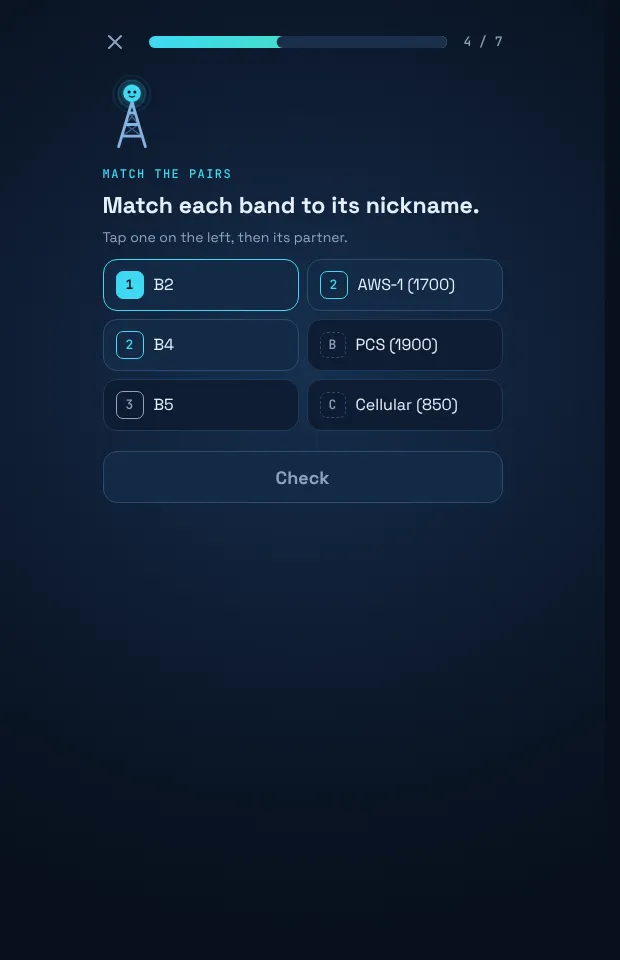 4 / 7
MATCH THE PAIRS
Match each band to its nickname.
Tap one on the left, then its partner.
1 B2
2 AWS-1 (1700)
2 B4
B PCS (1900)
3 B5
C Cellular (850)
Check